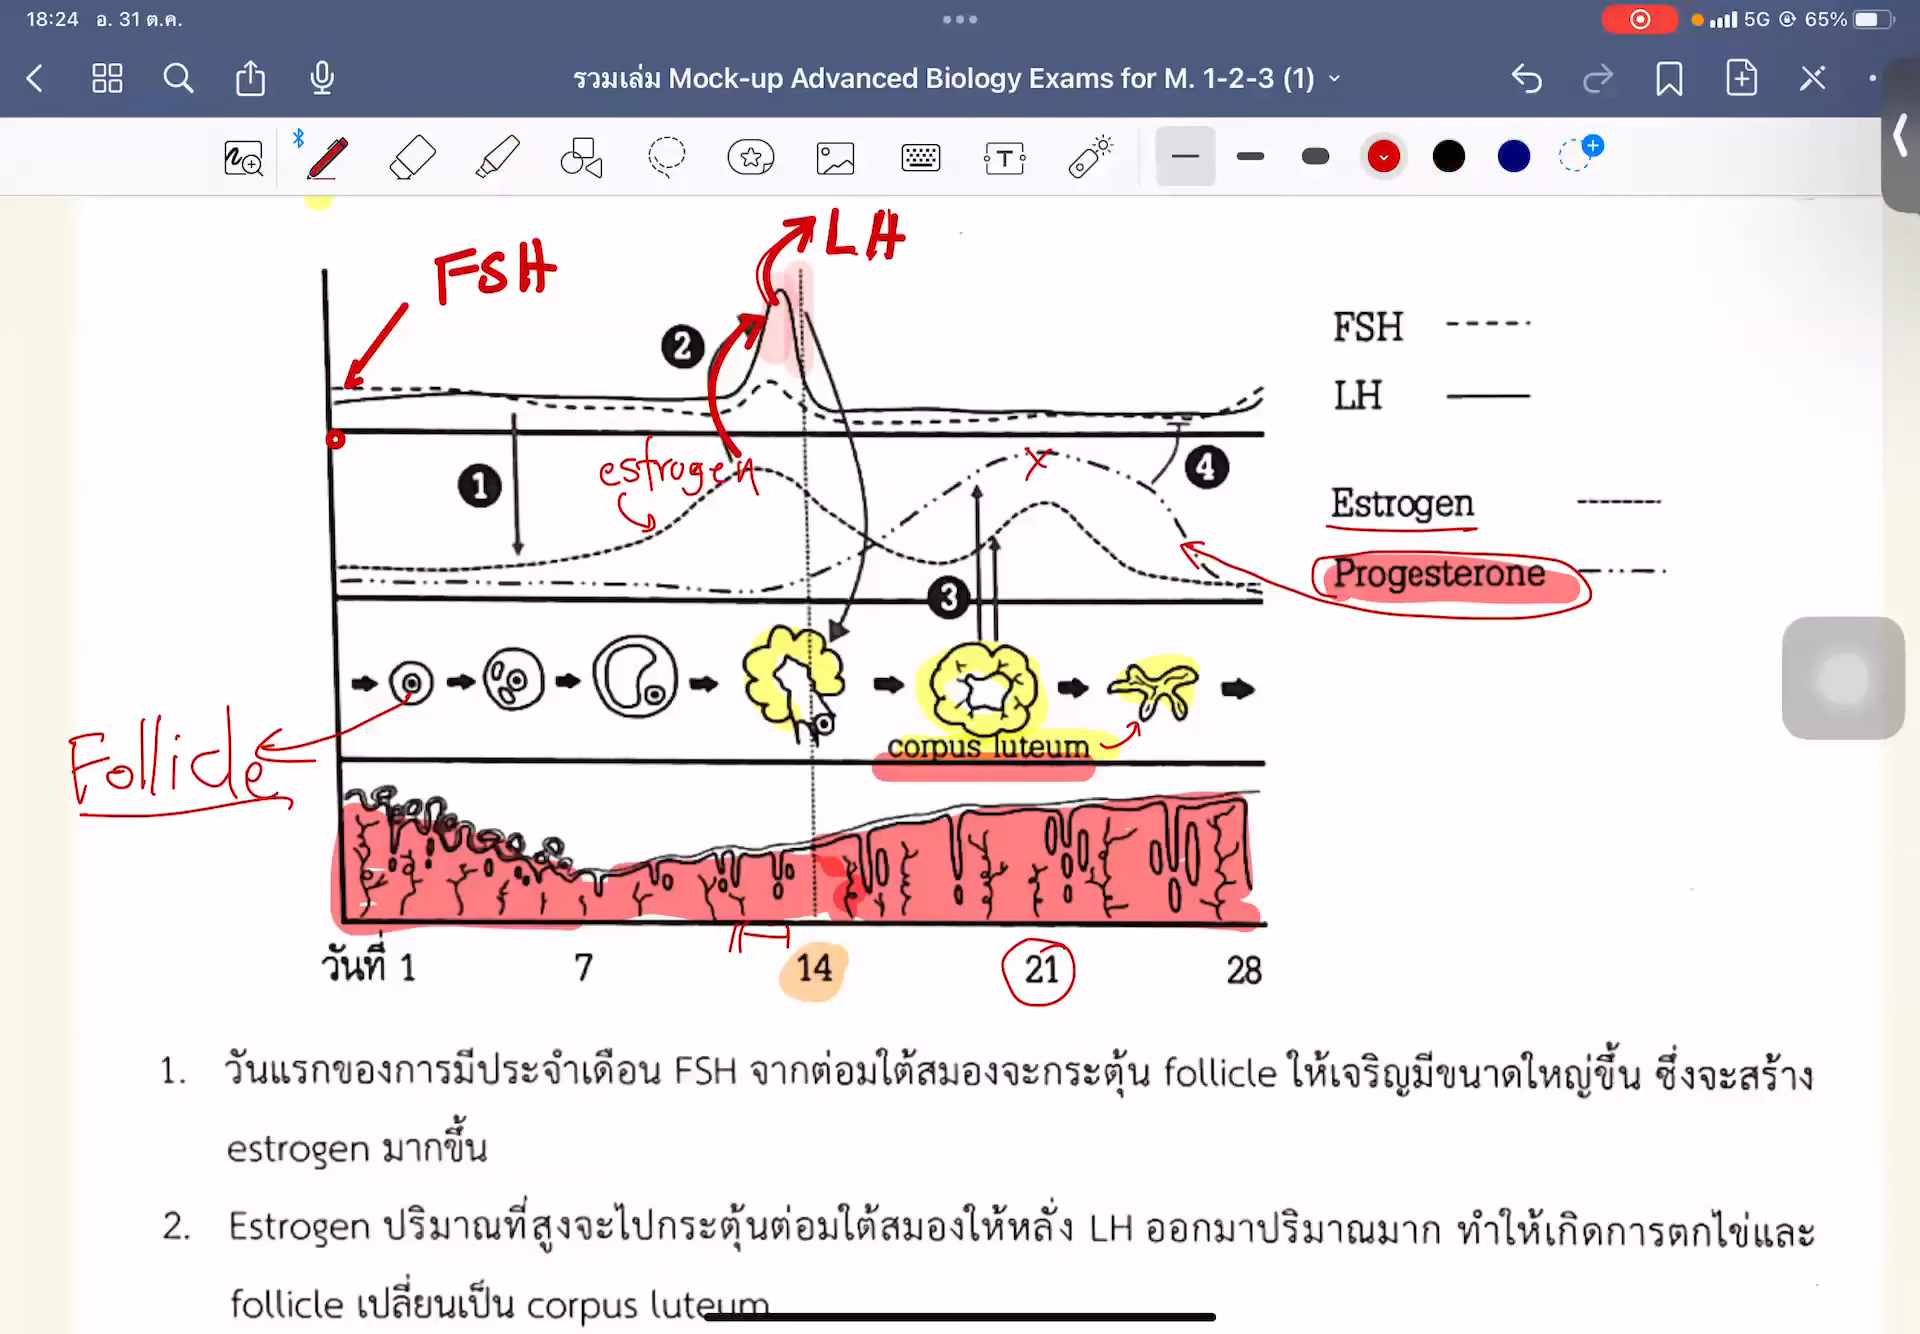 18:24 อ. 31 ต.ค.
5G 65%
รวมเล่ม Mock-up Advanced Biology Exams for M. 1-2-3 (1)
T
FSH
LH
2
FSH
LH
1
estrogen
X
4
Estrogen
Progesterone
3
Follicle
corpus luteum
วันที่ 1 7 14 21 28
1. วันแรกของการมีประจำเดือน FSH จากต่อมใต้สมองจะกระตุ้น follicle ให้เจริญมีขนาดใหญ่ขึ้น ซึ่งจะสร้าง
estrogen มากขึ้น
2. Estrogen ปริมาณที่สูงจะไปกระตุ้นต่อมใต้สมองให้หลั่ง LH ออกมาปริมาณมาก ทำให้เกิดการตกไข่และ
follicle เปลี่ยนเป็น corpus luteum